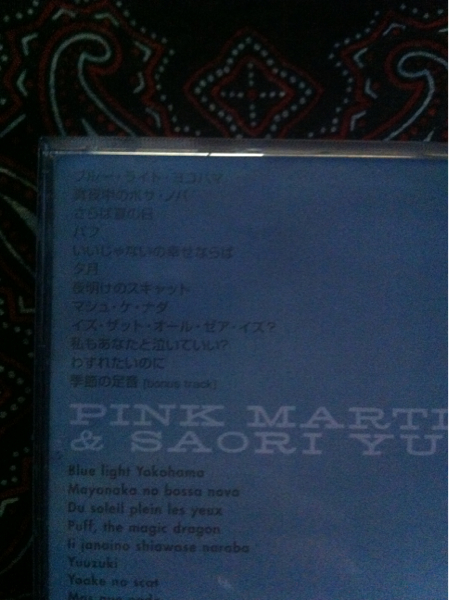 ブルー・ライト・ヨコハマ
真夜中のボサ・ノバ
さらば夏の日
パフ
いいじゃないの幸せならば
夕月
夜明けのスキャット
マシュ・ケ・ナダ
イズ・ザット・オール・ゼア・イズ?
私もあなたと泣いていい?
わすれたいのに
季節の足音 [bonus track]
PINK MARTI
& SAORI YU
Blue light Yokohama
Mayonaka no bossa nova
Du soleil plein les yeux
Puff, the magic dragon
Ii janaino shiawase naraba
Yuuzuki
Yoake no scat
Mas que nada